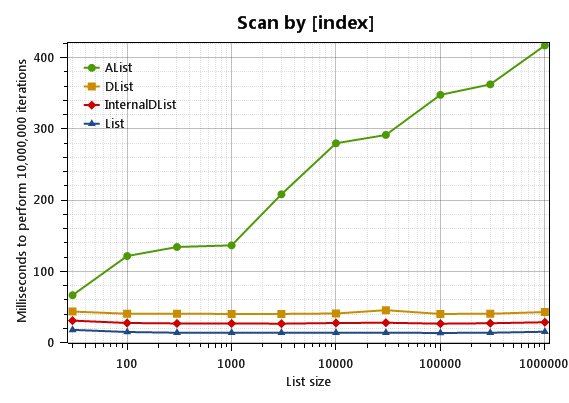 Scan by [index]
Milliseconds to perform 10,000,000 iterations
400
300
200
100
0
AList
DList
InternalDList
List
100
1000
10000
100000
1000000
List size